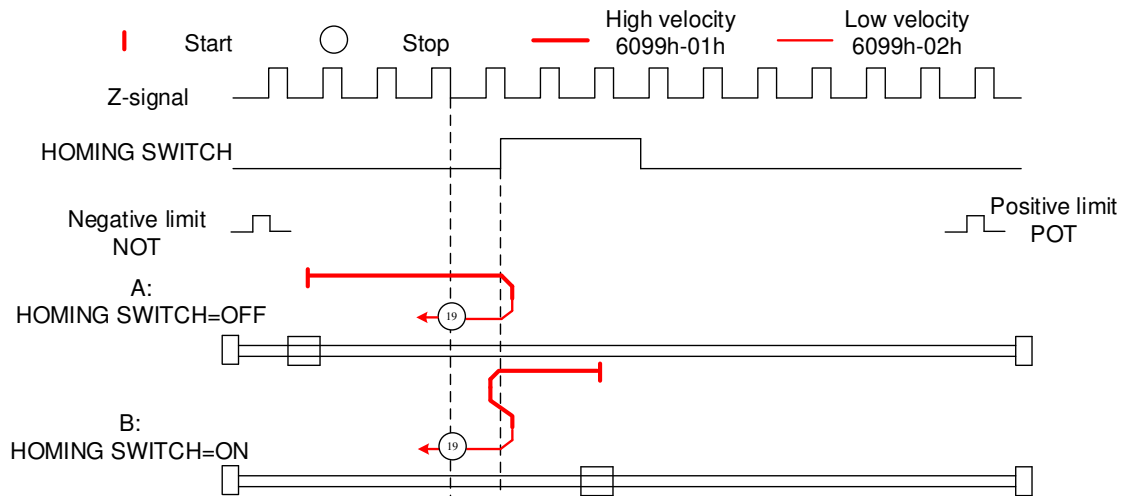 Start
Stop
High velocity
6099h-01h
Low velocity
6099h-02h
Z-signal
HOMING SWITCH
Negative limit
NOT
Positive limit
POT
A:
HOMING SWITCH=OFF
19
B:
HOMING SWITCH=ON
19